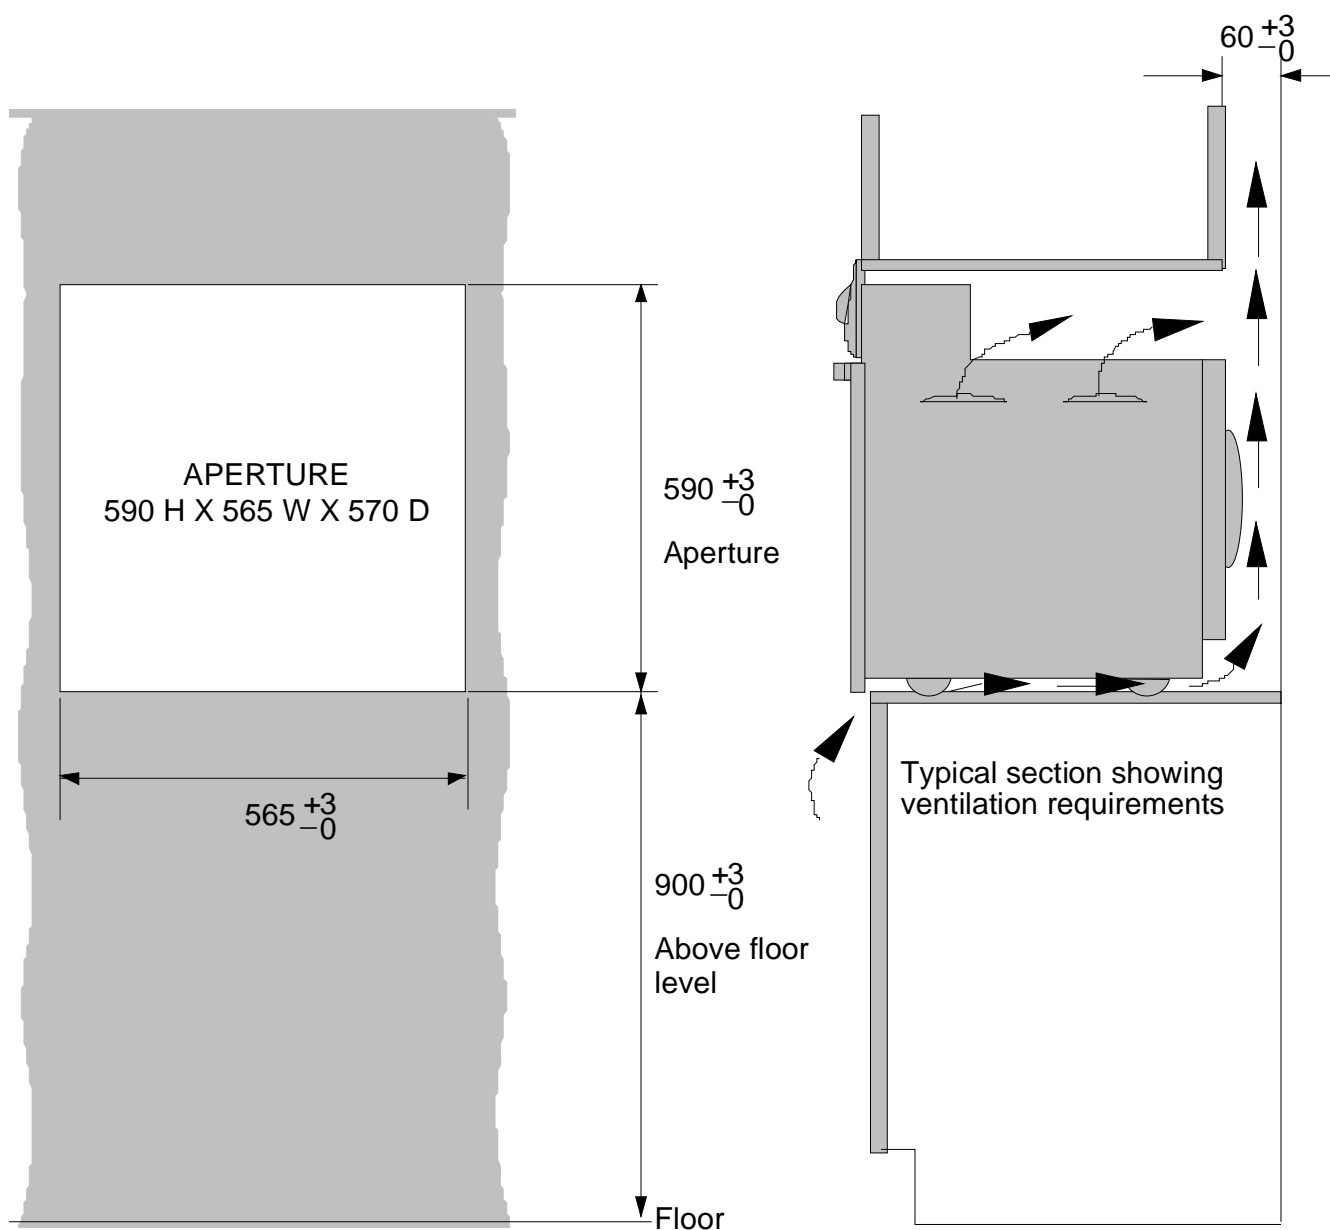 60 +3 −0
APERTURE
590 H X 565 W X 570 D
590 +3 −0
Aperture
Typical section showing
ventilation requirements
565 +3 −0
900 +3 −0
Above floor
level
Floor